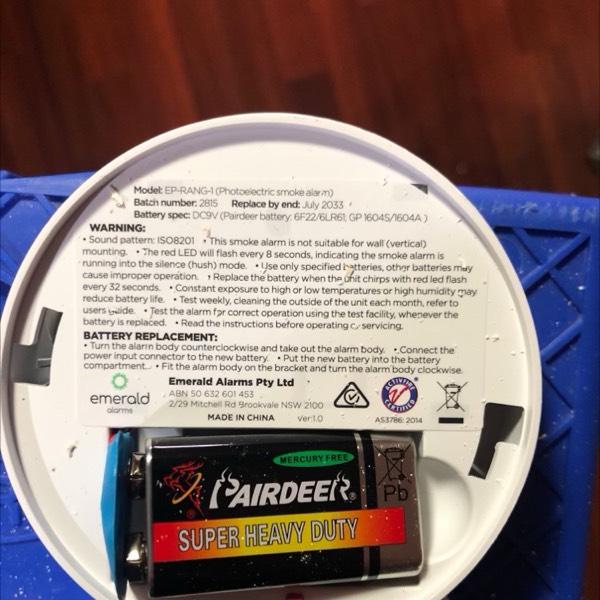 Model: EP-RANG-1 (Photoelectric smoke alarm)
Batch number: 2815 Replace by end: July 2033
Battery spec: DC9V (Pairdeer battery: 6F22/6LR61; GP 1604S/1604A )
WARNING:
• Sound pattern: ISO8201 • This smoke alarm is not suitable for wall (vertical)
mounting. • The red LED will flash every 8 seconds, indicating the smoke alarm is
running into the silence (hush) mode. • Use only specified batteries, other batteries may
cause improper operation. • Replace the battery when the unit chirps with red led flash
every 32 seconds. • Constant exposure to high or low temperatures or high humidity may
reduce battery life. • Test weekly, cleaning the outside of the unit each month, refer to
users guide. • Test the alarm for correct operation using the test facility, whenever the
battery is replaced. • Read the instructions before operating or servicing.
BATTERY REPLACEMENT:
• Turn the alarm body counterclockwise and take out the alarm body. • Connect the
power input connector to the new battery. • Put the new battery into the battery
compartment. • Fit the alarm body on the bracket and turn the alarm body clockwise.
emerald
alarms
Emerald Alarms Pty Ltd
ABN 50 632 601 453
2/29 Mitchell Rd Brookvale NSW 2100
MADE IN CHINA ver:1.0
ACTIVFIRE
CERTIFIED
AS3786: 2014
MERCURY FREE
PAIRDEER®
SUPER HEAVY DUTY
Pb